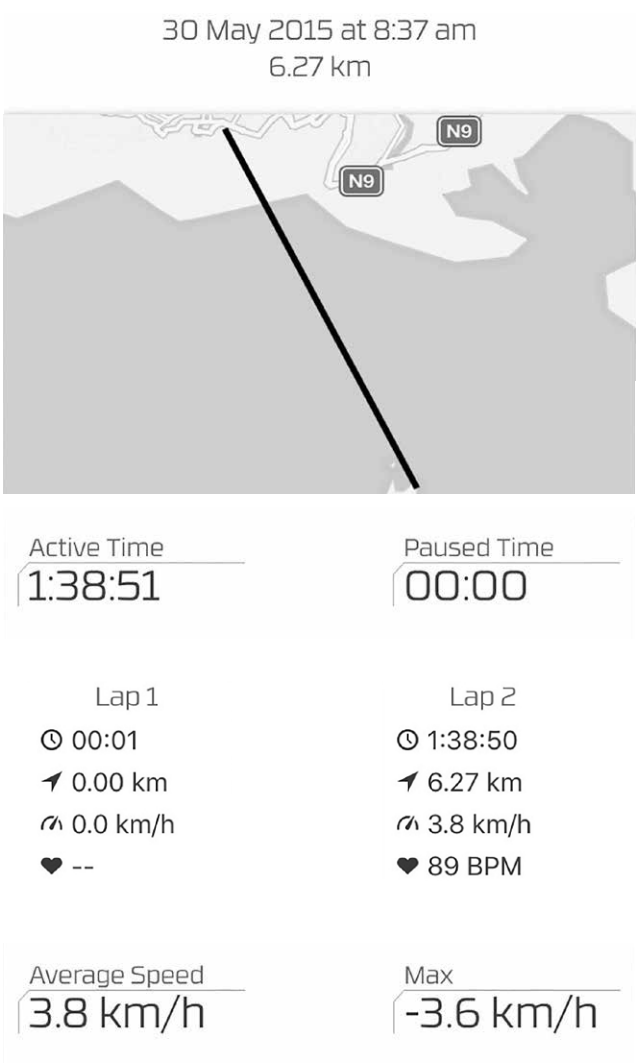 30 May 2015 at 8:37 am
6.27 km
N9
N9
Active Time
1:38:51
Paused Time
00:00
Lap 1
00:01
0.00 km
0.0 km/h
--
Lap 2
1:38:50
6.27 km
3.8 km/h
89 BPM
Average Speed
3.8 km/h
Max
-3.6 km/h